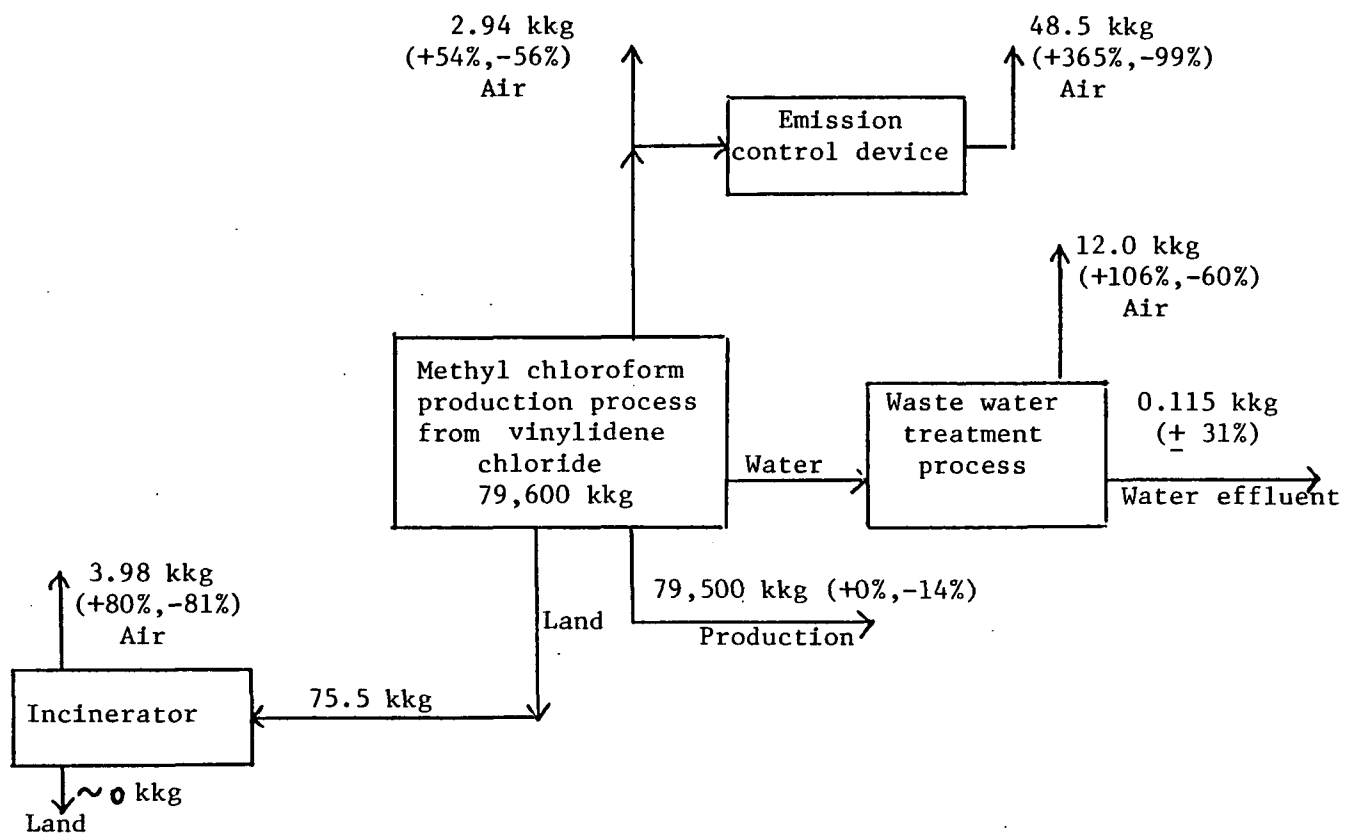 2.94 kkg
(+54%,-56%)
Air
48.5 kkg
(+365%,-99%)
Air
Emission
control device
12.0 kkg
(+106%,-60%)
Air
Methyl chloroform
production process
from vinylidene
chloride
79,600 kkg
Water
Waste water
treatment
process
0.115 kkg
(± 31%)
Water effluent
3.98 kkg
(+80%,-81%)
Air
Land
79,500 kkg (+0%,-14%)
Production
Incinerator
75.5 kkg
~0 kkg
Land